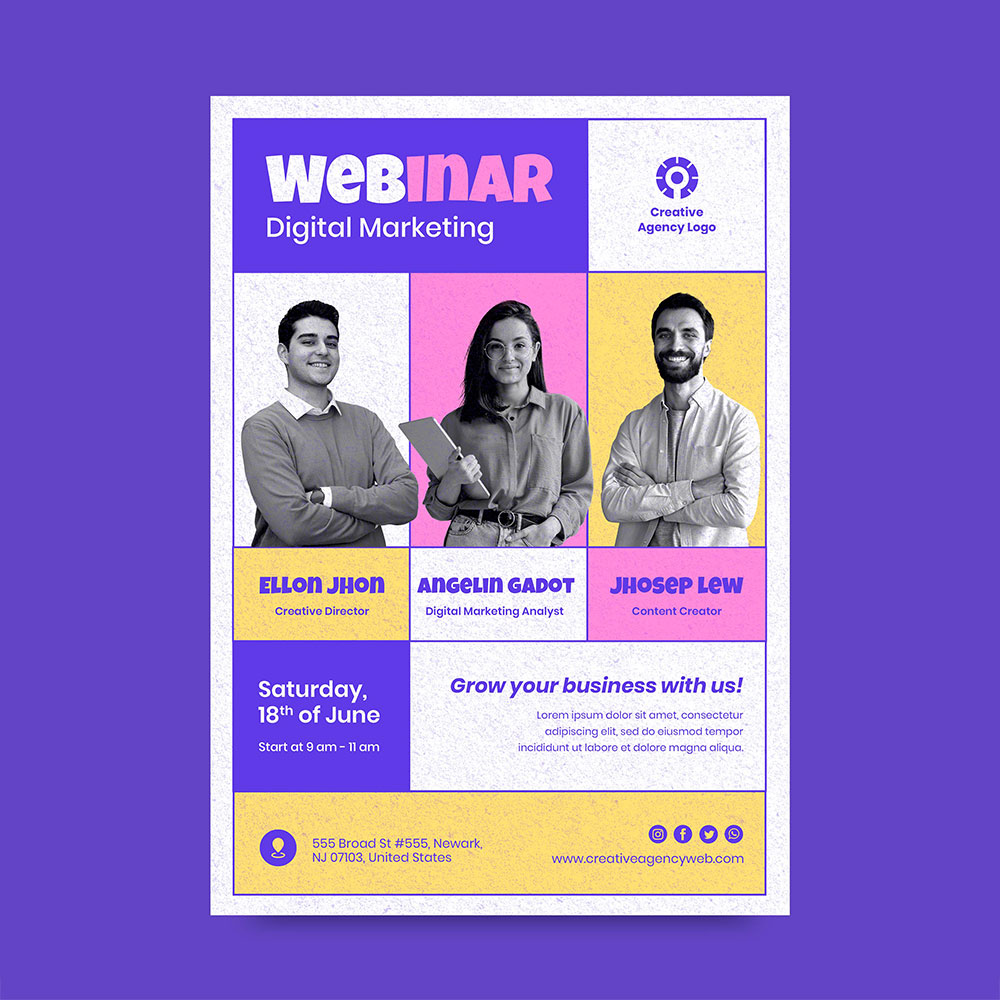 WeBINAR
Digital Marketing
Creative
Agency Logo
Ellon Jhon
Creative Director
Angelin Gadot
Digital Marketing Analyst
Jhosep Lew
Content Creator
Saturday,
18th of June
Start at 9 am - 11 am
Grow your business with us!
Lorem ipsum dolor sit amet, consectetur
adipiscing elit, sed do eiusmod tempor
incididunt ut labore et dolore magna aliqua.
555 Broad St #555, Newark,
NJ 07103, United States
www.creativeagencyweb.com